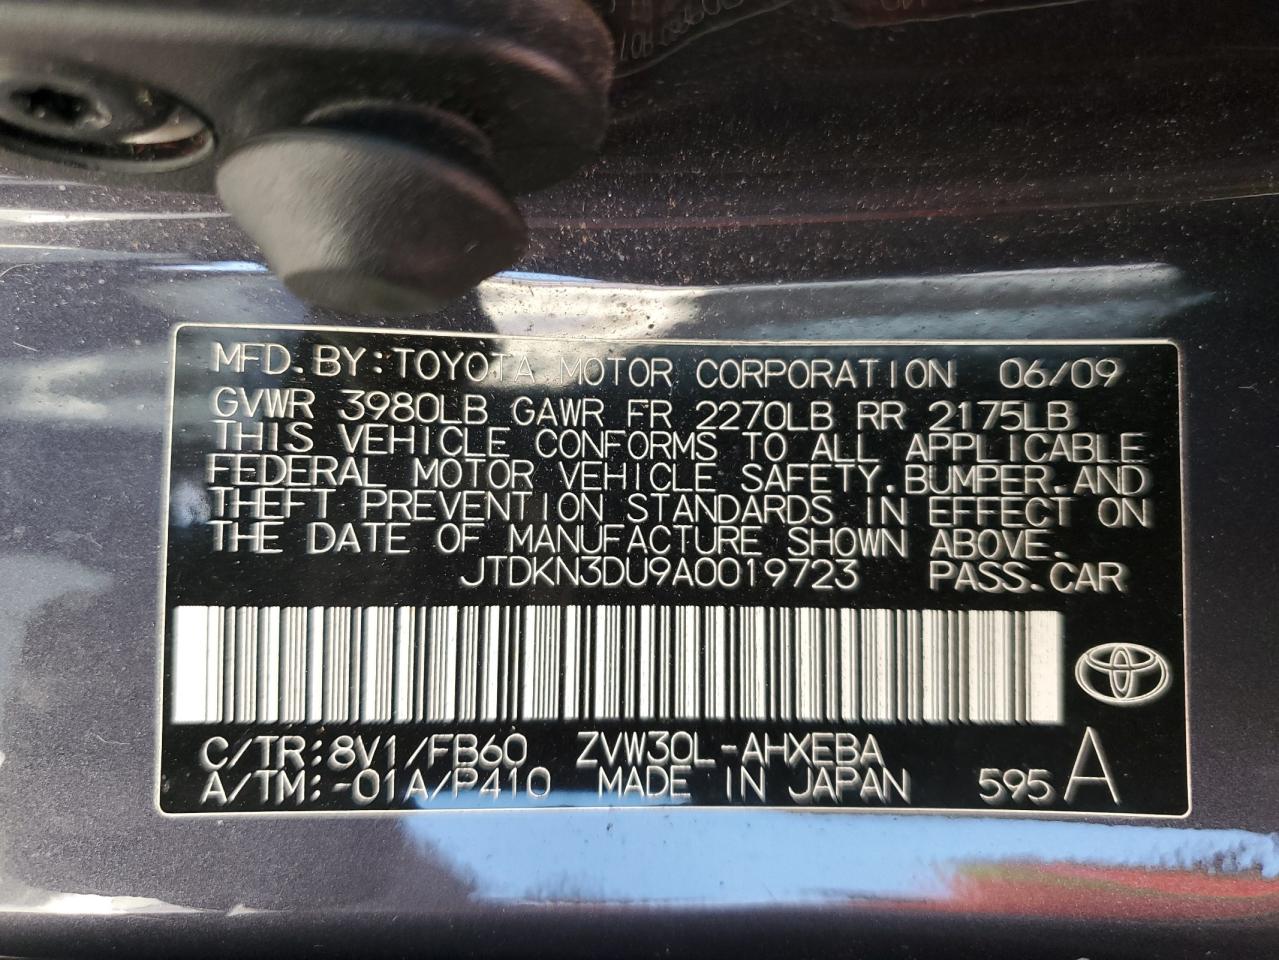 MFD.BY:TOYOTA MOTOR CORPORATION 06/09
GVWR 3980LB GAWR FR 2270LB RR 2175LB
THIS VEHICLE CONFORMS TO ALL APPLICABLE
FEDERAL MOTOR VEHICLE SAFETY,BUMPER,AND
THEFT PREVENTION STANDARDS IN EFFECT ON
THE DATE OF MANUFACTURE SHOWN ABOVE.
JTDKN3DU9A0019723 PASS.CAR
C/TR:8V1/FB60 ZVW30L-AHXEBA
A/TM:-01A/P410 MADE IN JAPAN 595 A